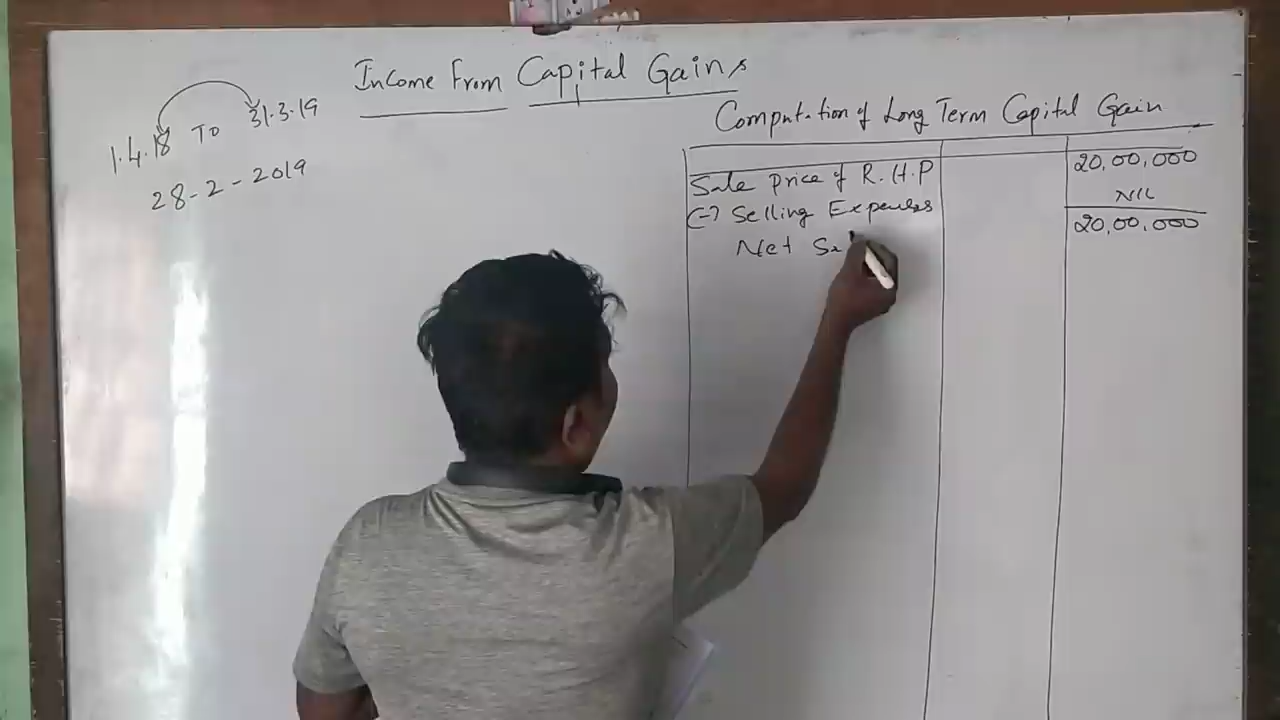 Income From Capital Gains
1.4.18 To 31.3.19
28-2-2019
Computation of Long Term Capital Gain
Sale Price of R.H.P 20,00,000
(-) Selling Expenses NIL
20,00,000
Net Sa